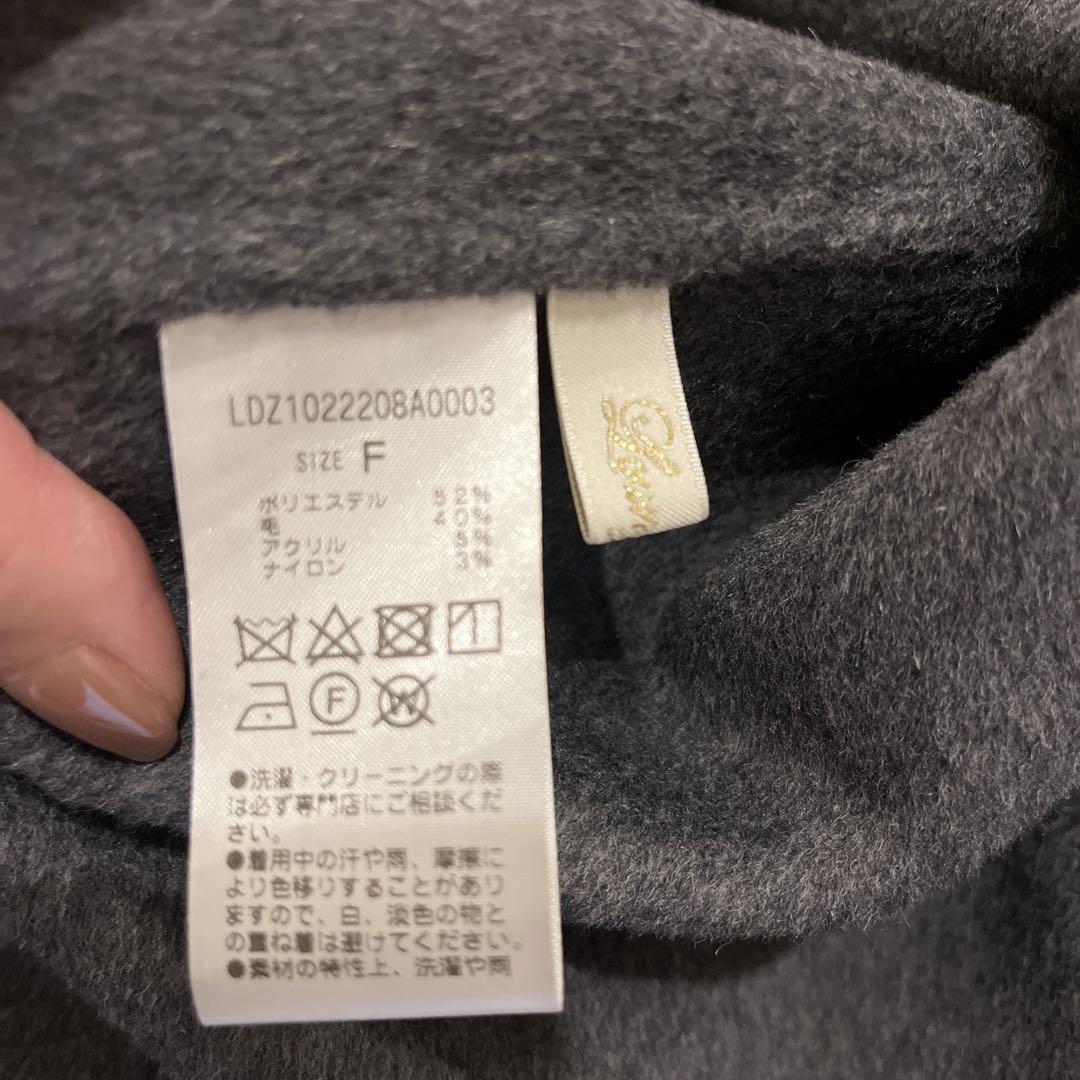 LDZ1022208A0003
SIZE F
ポリエステル 52%
毛 40%
アクリル 5%
ナイロン 3%
F
W
●洗濯・クリーニングの際
は必ず専門店にご相談くだ
さい。
●着用中の汗や雨、摩擦に
より色移りすることがあり
ますので、白、淡色の物と
の重ね着は避けてください。
●素材の特性上、洗濯や雨